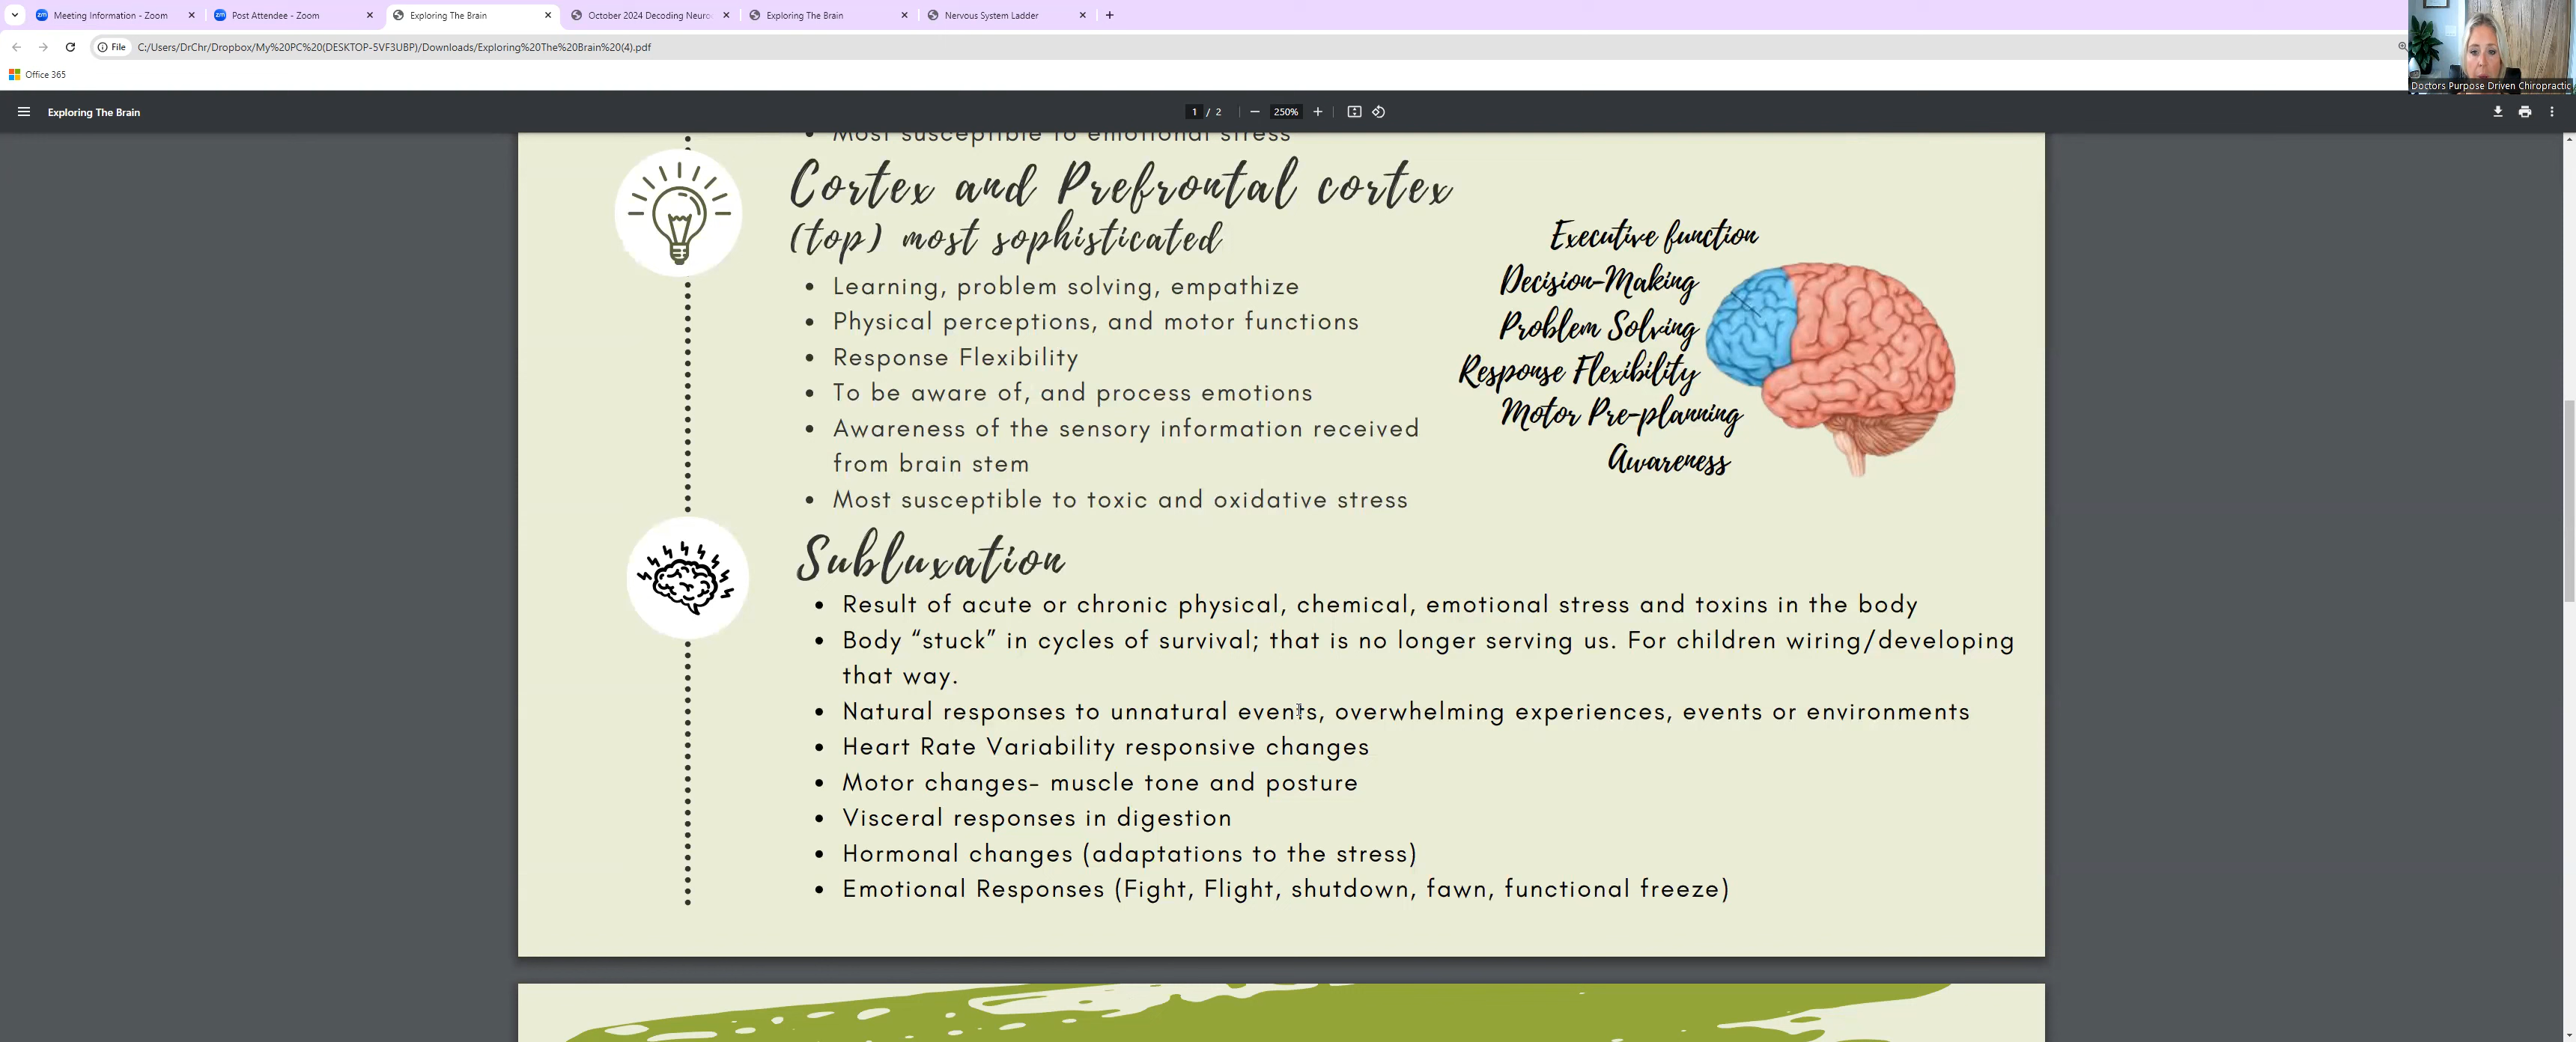 Meeting Information - Zoom
Post Attendee - Zoom
Exploring The Brain
October 2024 Decoding Neuro
Exploring The Brain
Nervous System Ladder
File
C:/Users/DrChr/Dropbox/My%20PC%20(DESKTOP-5VF3UBP)/Downloads/Exploring%20The%20Brain%20(4).pdf
Office 365
Doctors Purpose Driven Chiropractic
Exploring The Brain
1 / 2
250%
Most susceptible to emotional stress
Cortex and Prefrontal cortex
(top) most sophisticated
Learning, problem solving, empathize
Physical perceptions, and motor functions
Response Flexibility
To be aware of, and process emotions
Awareness of the sensory information received
from brain stem
Most susceptible to toxic and oxidative stress
Executive function
Decision-Making
Problem Solving
Response Flexibility
Motor Pre-planning
Awareness
Subluxation
Result of acute or chronic physical, chemical, emotional stress and toxins in the body
Body “stuck” in cycles of survival; that is no longer serving us. For children wiring/developing
that way.
Natural responses to unnatural events, overwhelming experiences, events or environments
Heart Rate Variability responsive changes
Motor changes- muscle tone and posture
Visceral responses in digestion
Hormonal changes (adaptations to the stress)
Emotional Responses (Fight, Flight, shutdown, fawn, functional freeze)